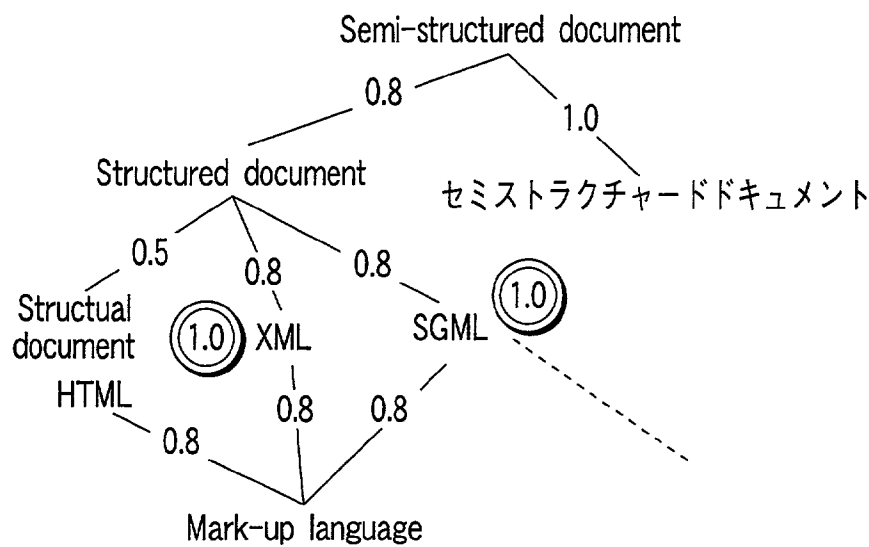 Semi-structured document
0.8
1.0
Structured document
セミストラクチャードドキュメント
0.5
0.8
0.8
Structual
document
1.0
XML
SGML
1.0
HTML
0.8
0.8
0.8
Mark-up language